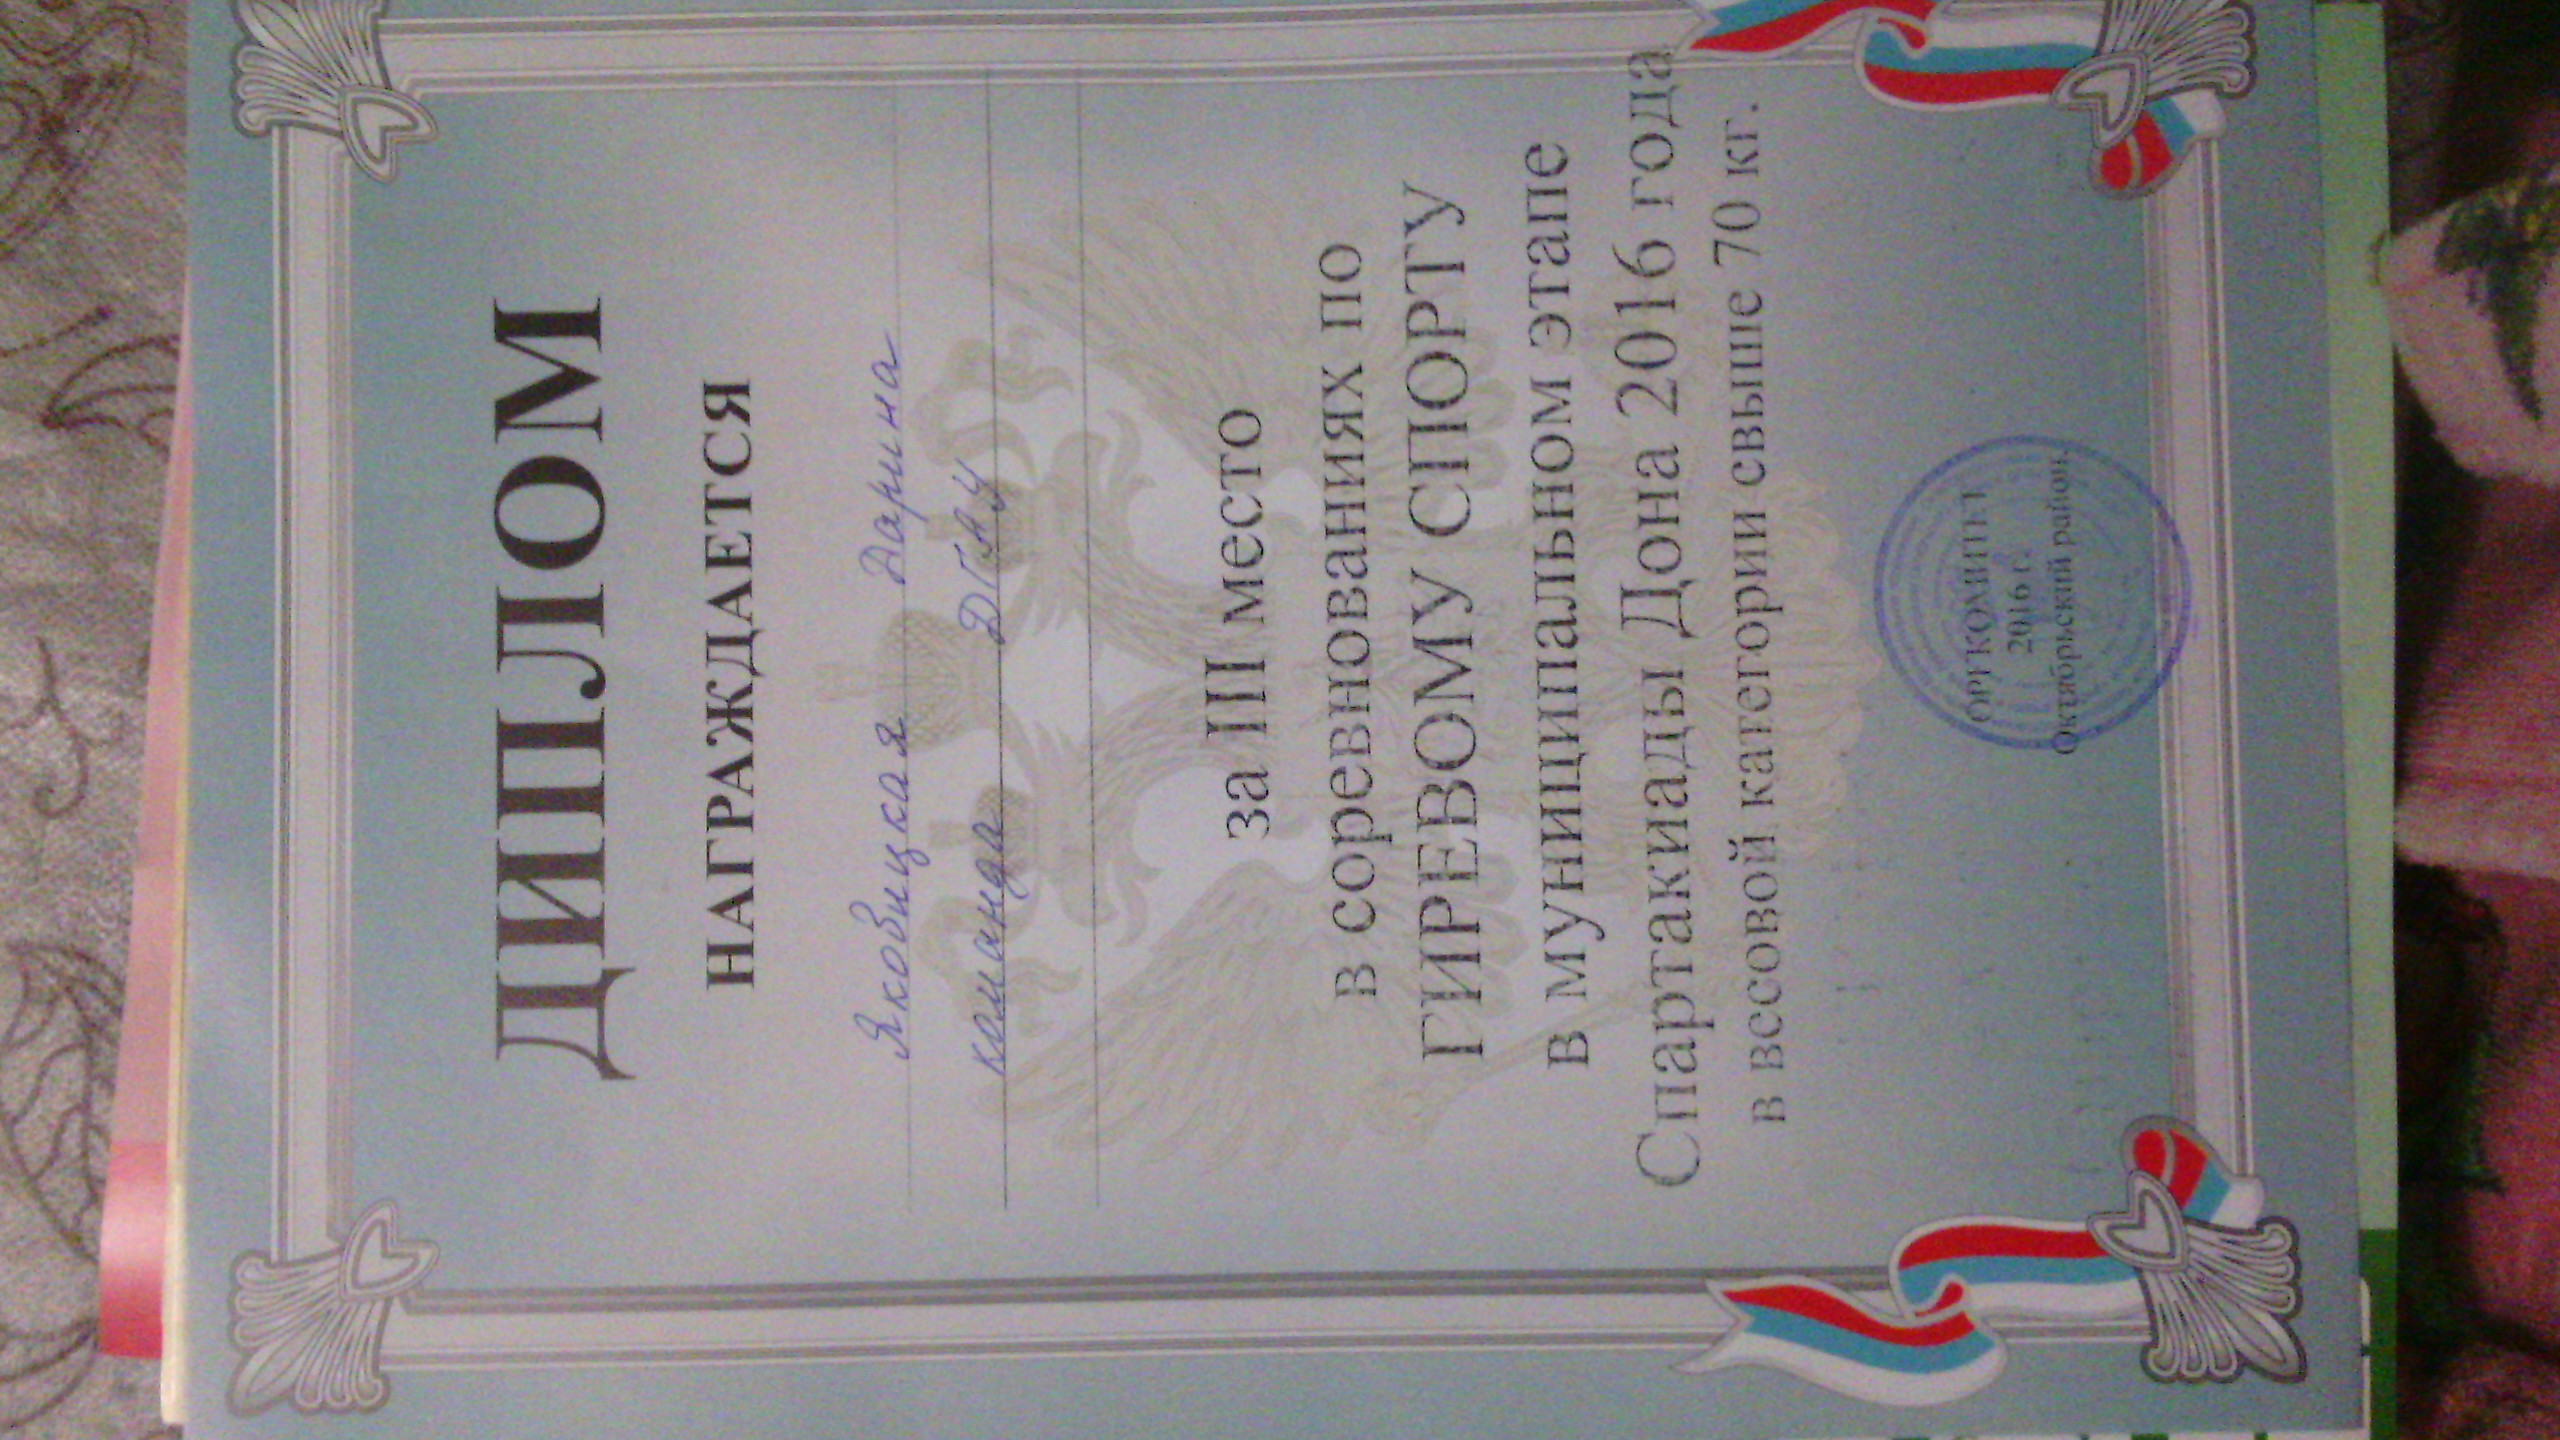 ДИПЛОМ
НАГРАЖДАЕТСЯ
Яковицкая Дарина
команда ДГАУ
за III место
в соревнованиях по
ГИРЕВОМУ СПОРТУ
в муниципальном этапе
Спартакиады Дона 2016 года
в вссовой категории свыше 70 кг.
ОРГКОМИТЕТ
2016 г.
Октябрьский район